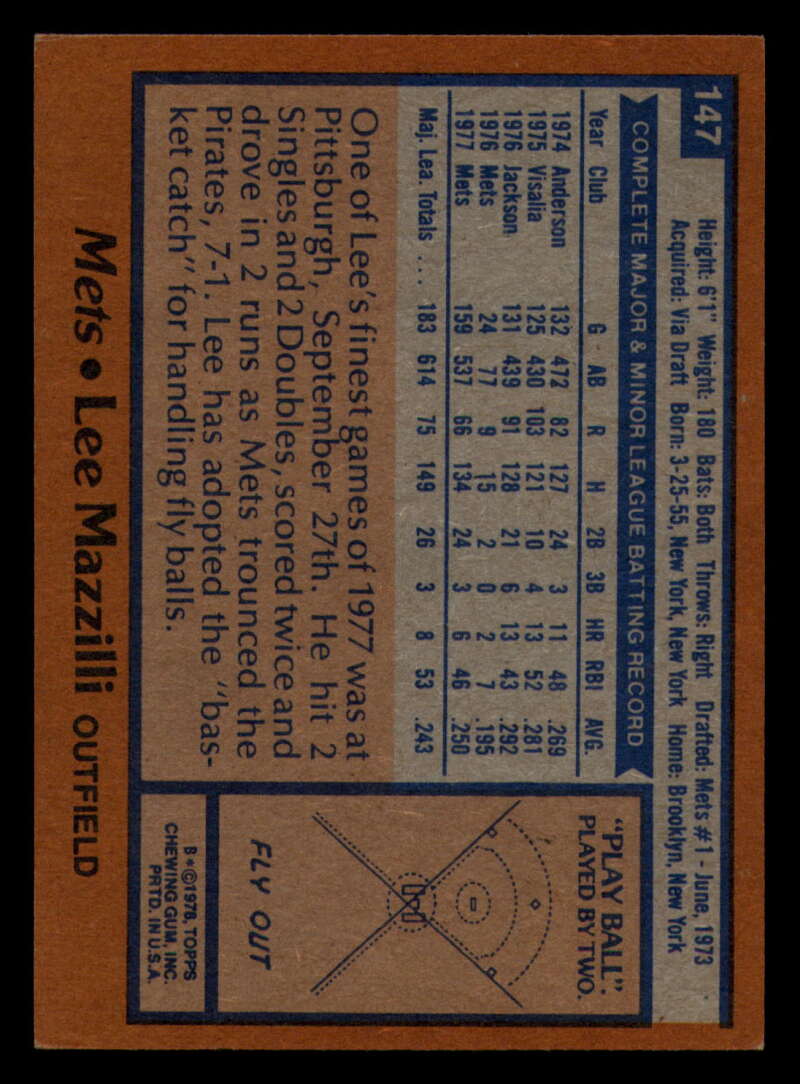 147
Height: 6'1" Weight: 180 Bats: Both Throws: Right Drafted: Mets #1 - June, 1973
Acquired: Via Draft Born: 3-25-55, New York, New York Home: Brooklyn, New York
COMPLETE MAJOR & MINOR LEAGUE BATTING RECORD
Year Club G AB R H 2B 3B HR RBI AVG.
1974 Anderson 132 472 82 127 24 3 11 48 .269
1975 Visalia 125 430 103 121 10 4 13 52 .281
1976 Jackson 131 439 91 128 21 6 13 43 .292
1976 Mets 24 77 9 15 2 0 2 7 .195
1977 Mets 159 537 66 134 24 3 6 46 .250
Maj. Lea. Totals ... 183 614 75 149 26 3 8 53 .243
One of Lee's finest games of 1977 was at
Pittsburgh, September 27th. He hit 2
Singles and 2 Doubles, scored twice and
drove in 2 runs as Mets trounced the
Pirates, 7-1. Lee has adopted the "bas-
ket catch" for handling fly balls.
"PLAY BALL":
PLAYED BY TWO.
FLY OUT
B*©1978, TOPPS
CHEWING GUM, INC.
PRTD. IN U.S.A.
Mets • Lee Mazzilli OUTFIELD